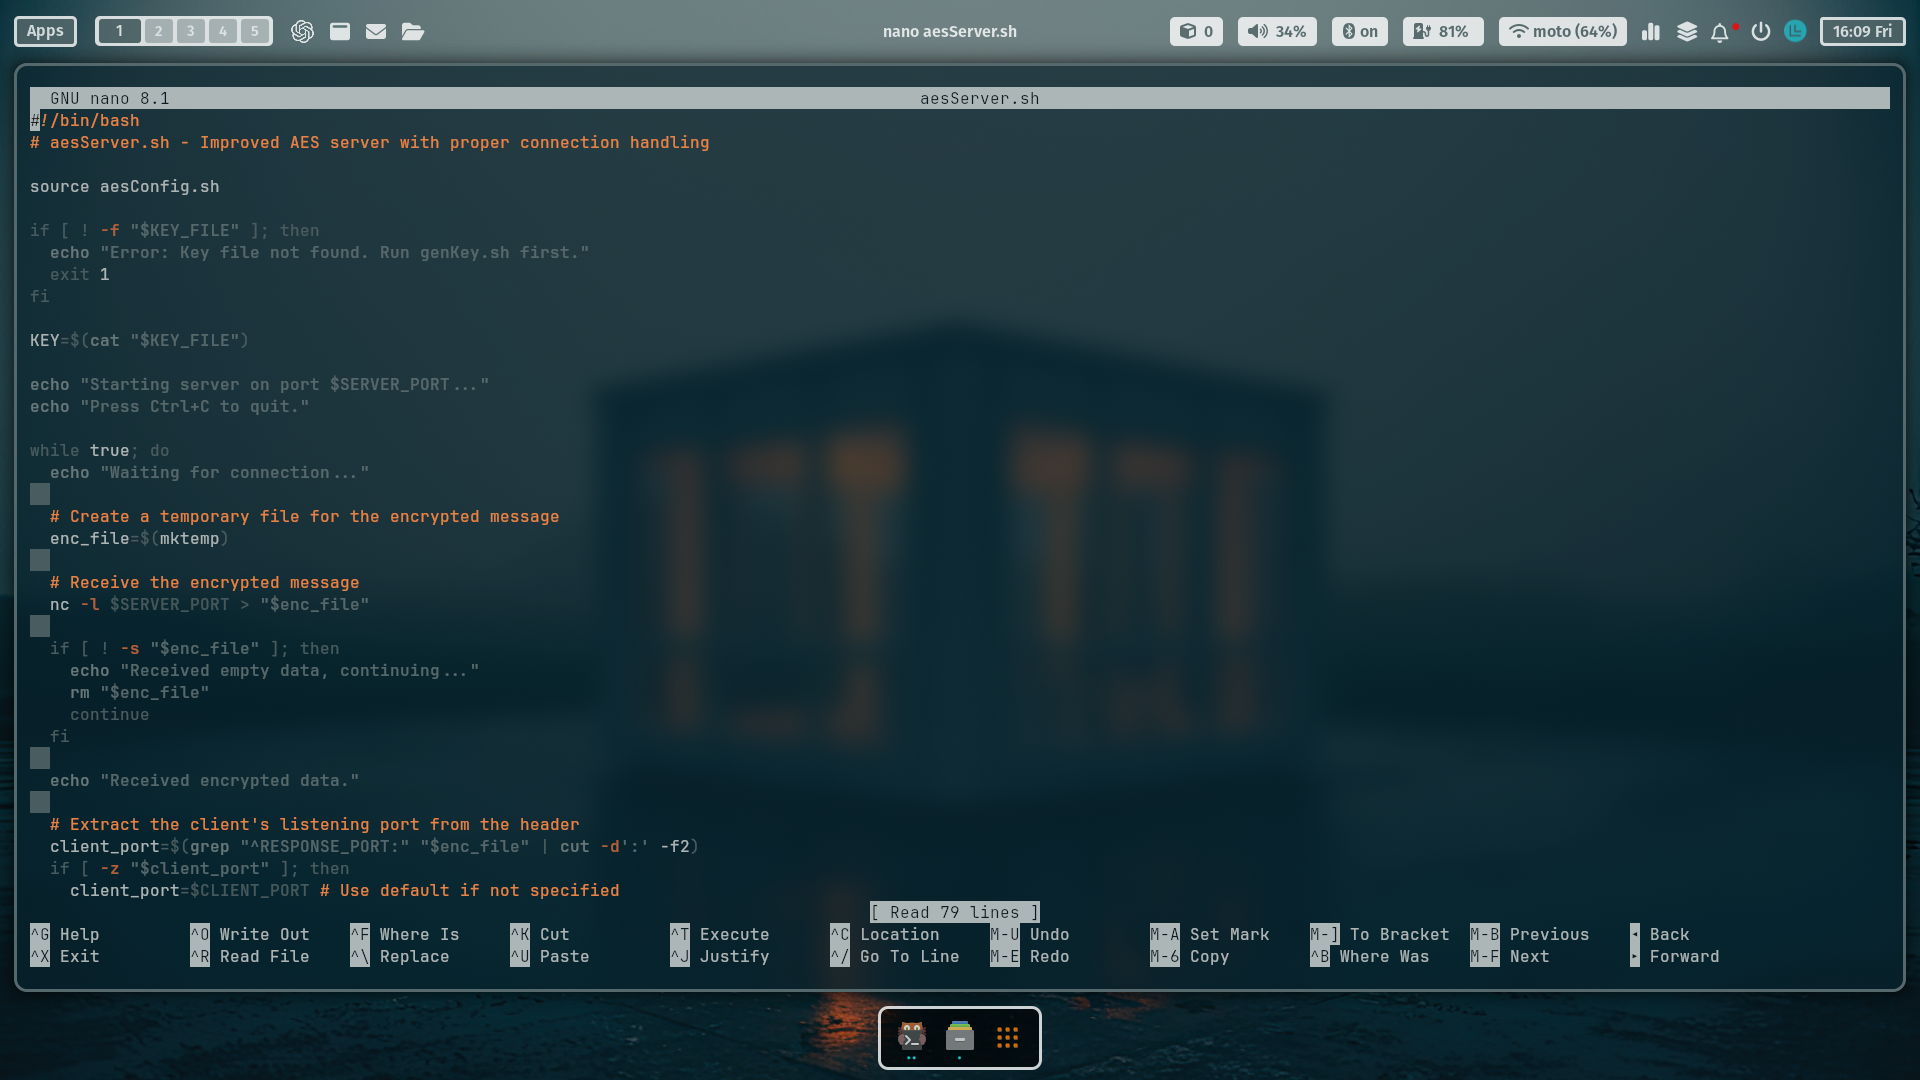 Apps 1 2 3 4 5 nano aesServer.sh 0 34% on 81% moto (64%) 16:09 Fri
GNU nano 8.1 aesServer.sh
#!/bin/bash
# aesServer.sh - Improved AES server with proper connection handling
source aesConfig.sh
if [ ! -f "$KEY_FILE" ]; then
echo "Error: Key file not found. Run genKey.sh first."
exit 1
fi
KEY=$(cat "$KEY_FILE")
echo "Starting server on port $SERVER_PORT..."
echo "Press Ctrl+C to quit."
while true; do
echo "Waiting for connection..."
# Create a temporary file for the encrypted message
enc_file=$(mktemp)
# Receive the encrypted message
nc -l $SERVER_PORT > "$enc_file"
if [ ! -s "$enc_file" ]; then
echo "Received empty data, continuing..."
rm "$enc_file"
continue
fi
echo "Received encrypted data."
# Extract the client's listening port from the header
client_port=$(grep "^RESPONSE_PORT:" "$enc_file" | cut -d':' -f2)
if [ -z "$client_port" ]; then
client_port=$CLIENT_PORT # Use default if not specified
[ Read 79 lines ]
^G Help ^O Write Out ^F Where Is ^K Cut ^T Execute ^C Location M-U Undo M-A Set Mark M-] To Bracket M-B Previous ◂ Back
^X Exit ^R Read File ^\ Replace ^U Paste ^J Justify ^/ Go To Line M-E Redo M-6 Copy ^B Where Was M-F Next ▸ Forward